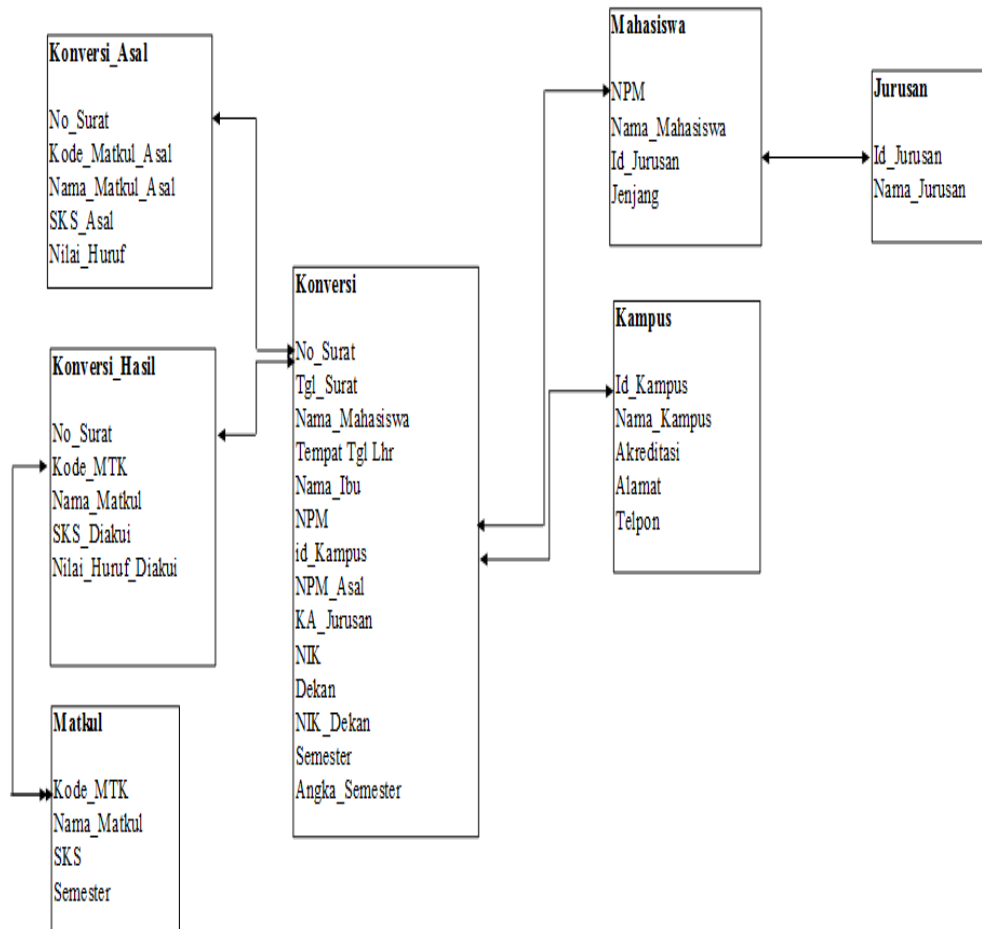 Konversi_Asal
No_Surat
Kode_Matkul_Asal
Nama_Matkul_Asal
SKS_Asal
Nilai_Huruf
Konversi_Hasil
No_Surat
Kode_MTK
Nama_Matkul
SKS_Diakui
Nilai_Huruf_Diakui
Matkul
Kode_MTK
Nama_Matkul
SKS
Semester
Konversi
No_Surat
Tgl_Surat
Nama_Mahasiswa
Tempat Tgl Lhr
Nama_Ibu
NPM
id_Kampus
NPM_Asal
KA_Jurusan
NIK
Dekan
NIK_Dekan
Semester
Angka_Semester
Mahasiswa
NPM
Nama_Mahasiswa
Id_Jurusan
Jenjang
Kampus
Id_Kampus
Nama_Kampus
Akreditasi
Alamat
Telpon
Jurusan
Id_Jurusan
Nama_Jurusan